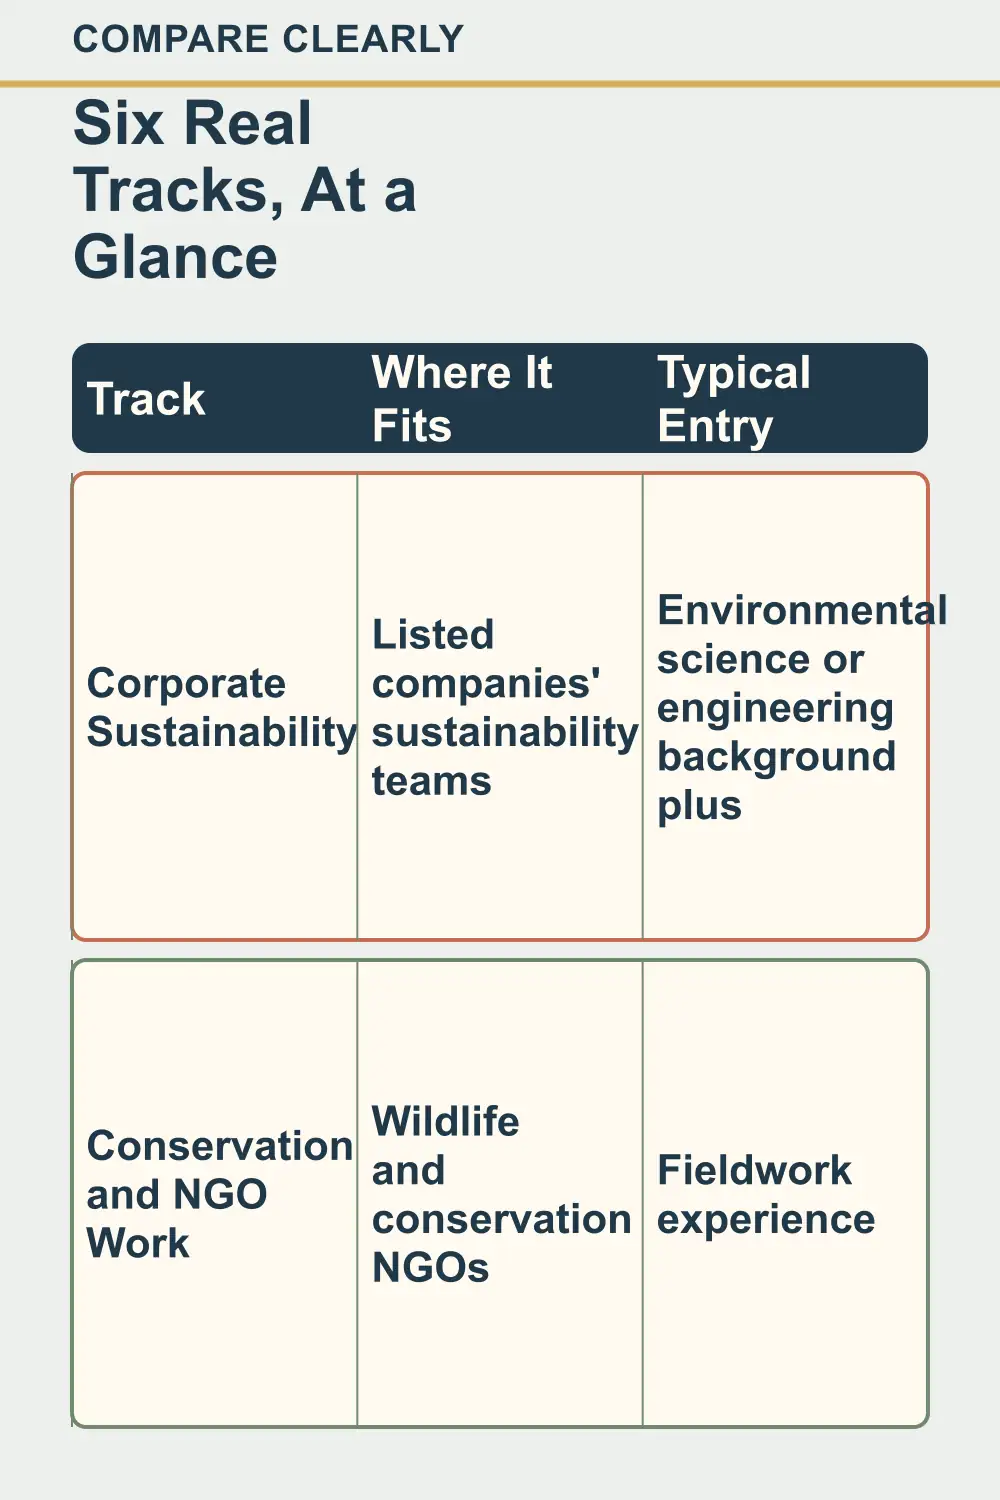 COMPARE CLEARLY
Six Real
Tracks, At a
Glance
Track
Where It
Fits
Typical
Entry
Corporate
Sustainability
Listed
companies'
sustainability
teams
Environmental
science or
engineering
background
plus
Conservation
and NGO
Work
Wildlife
and
conservation
NGOs
Fieldwork
experience